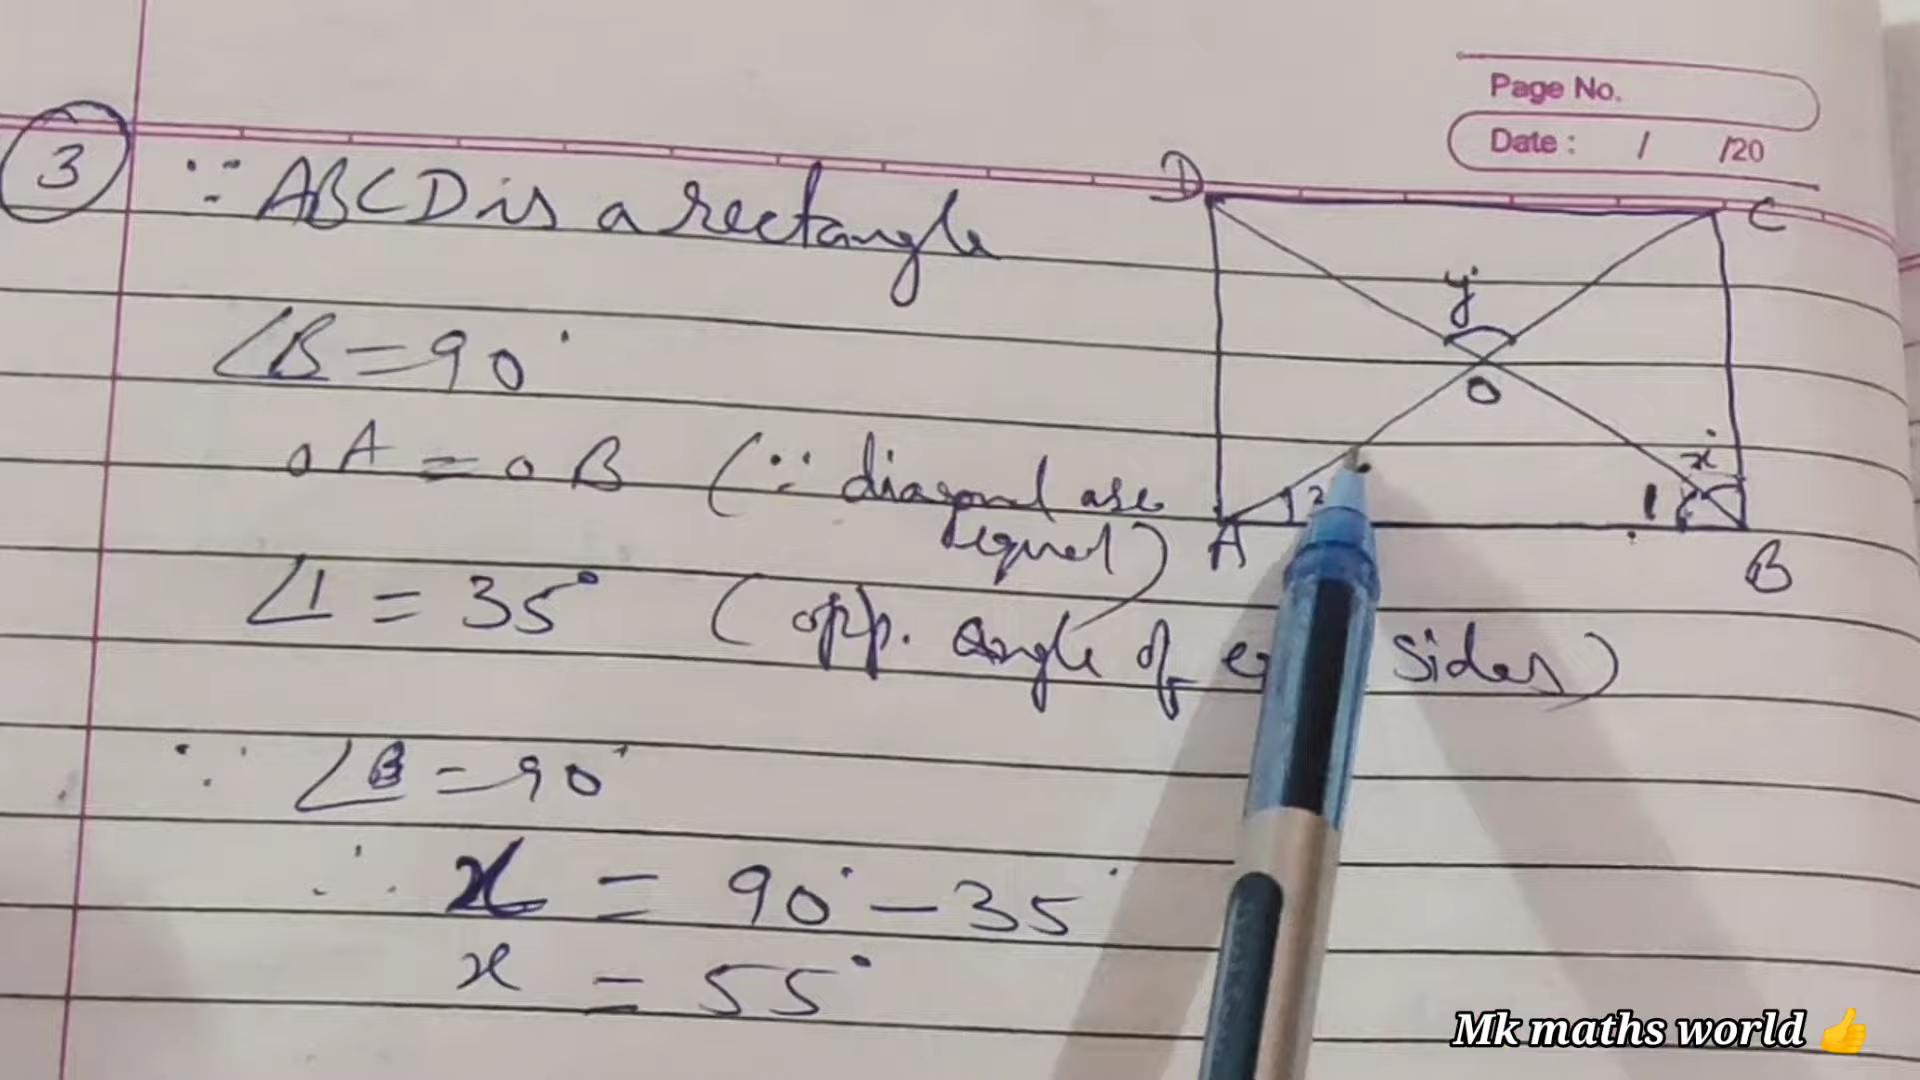 Page No.
Date : / /20
3 ∵ ABCD is a rectangle
∠B = 90°
OA = OB (∵ diagonal are
equal)
∠1 = 35° (opp. angle of sides)
∵ ∠B = 90°
∴ x = 90° - 35°
x = 55°
D C
y°
O
x°
2 1
A B
Mk maths world 👍